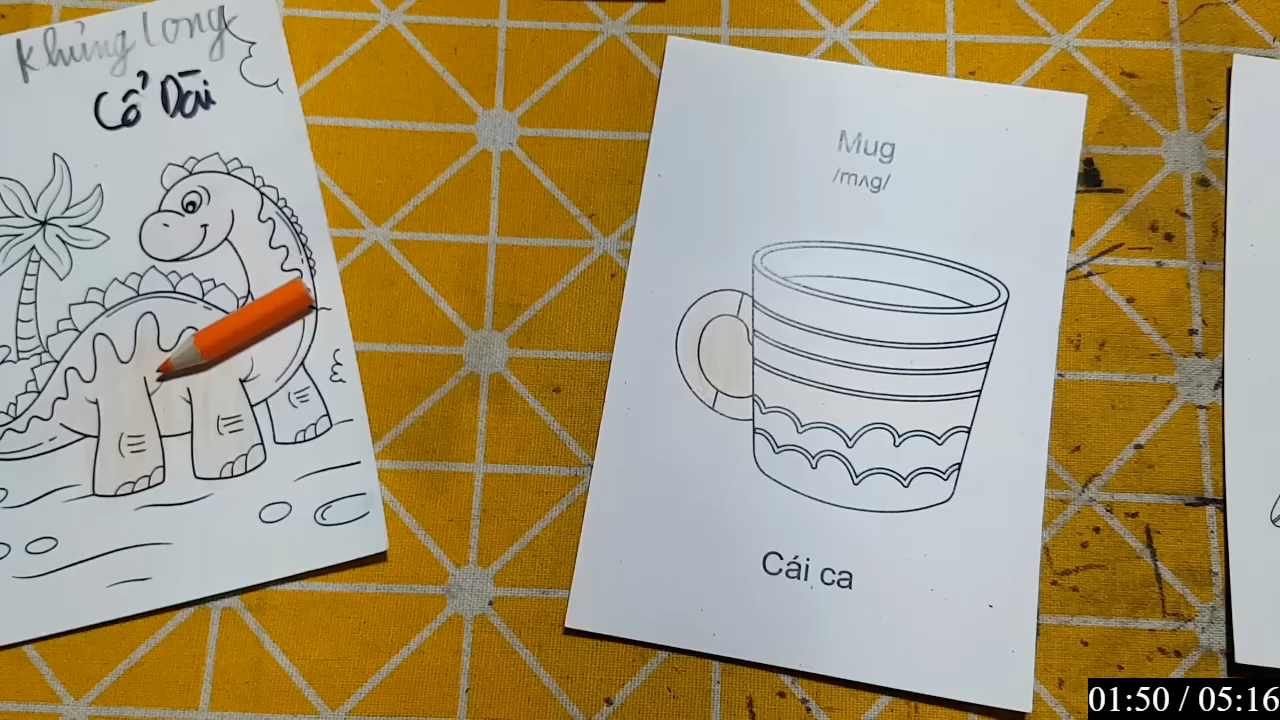 Khủng long
Cổ Dài
Mug
/mʌg/
Cái ca
01:50 / 05:16